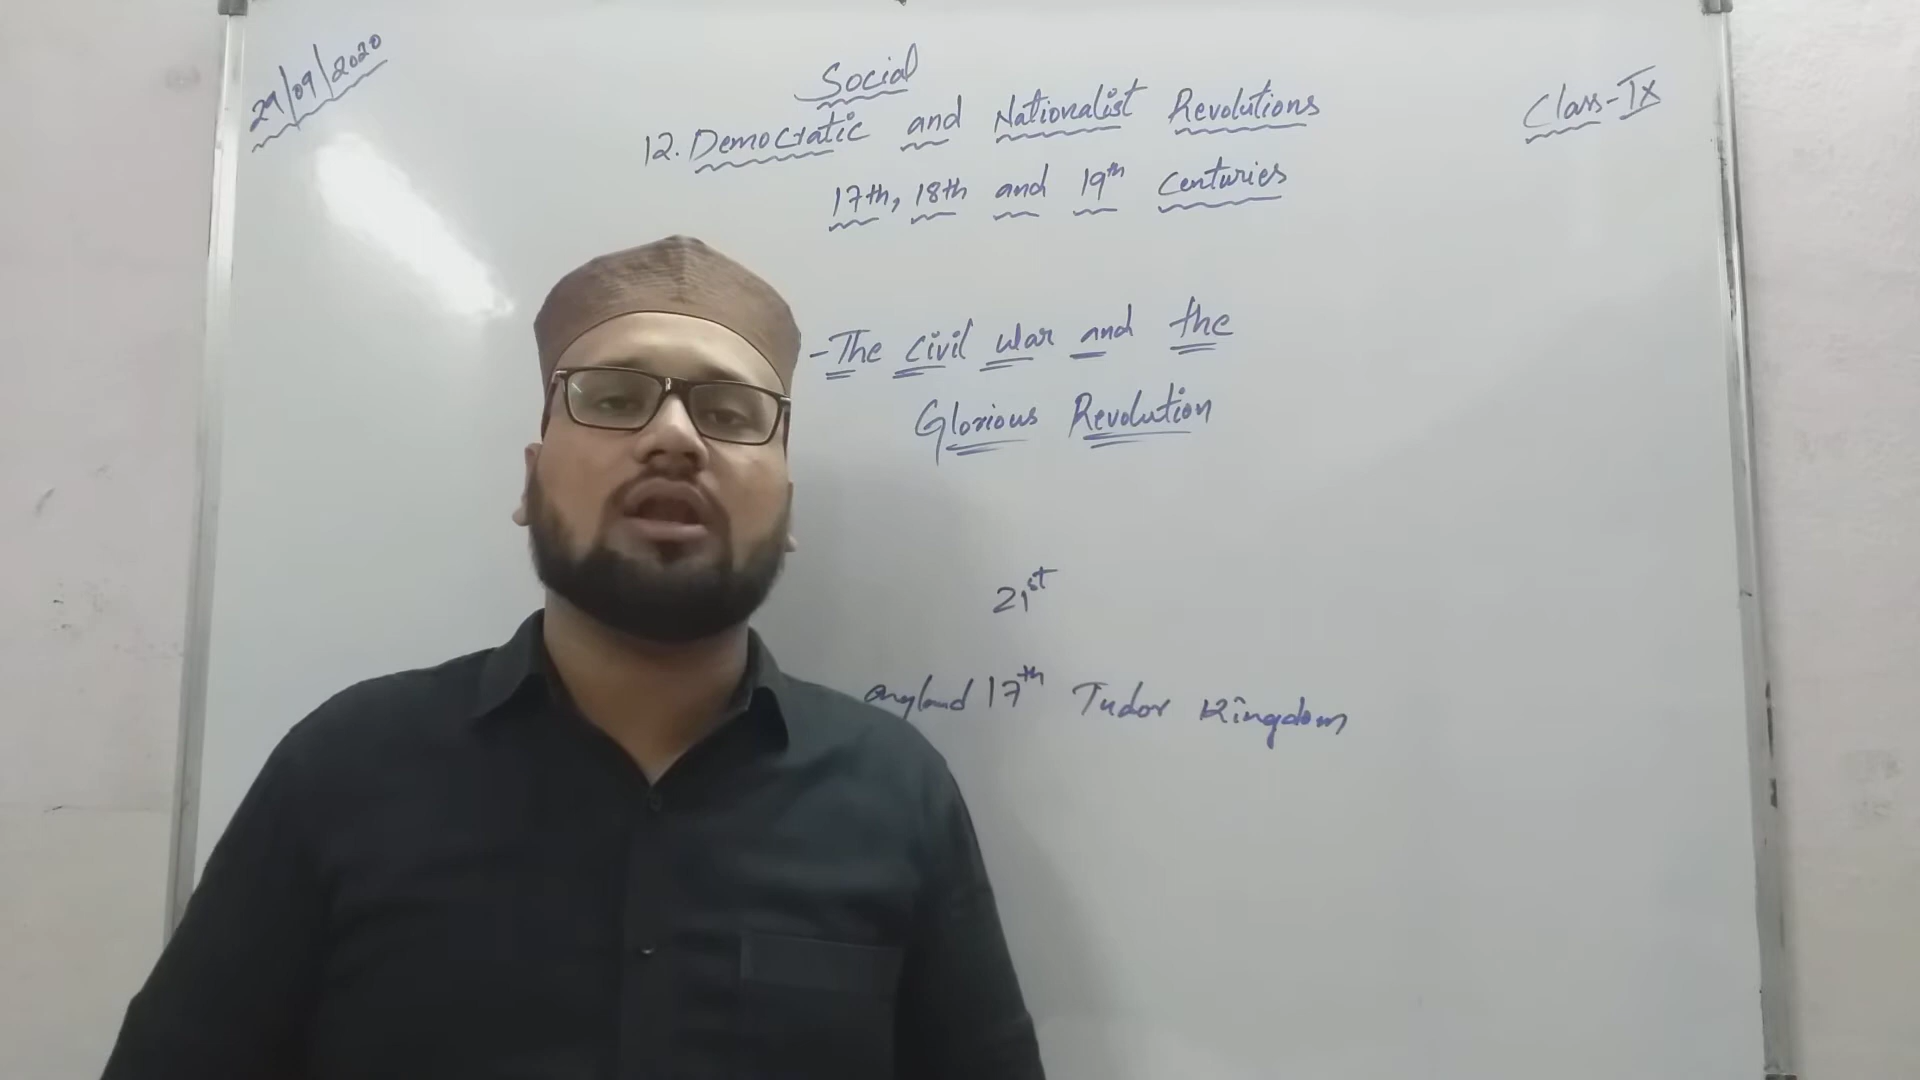 29/09/2020
Social
Class-IX
12. Democratic and Nationalist Revolutions
17th, 18th and 19th Centuries
-The Civil war and the
Glorious Revolution
21st
England 17th Tudor Kingdom